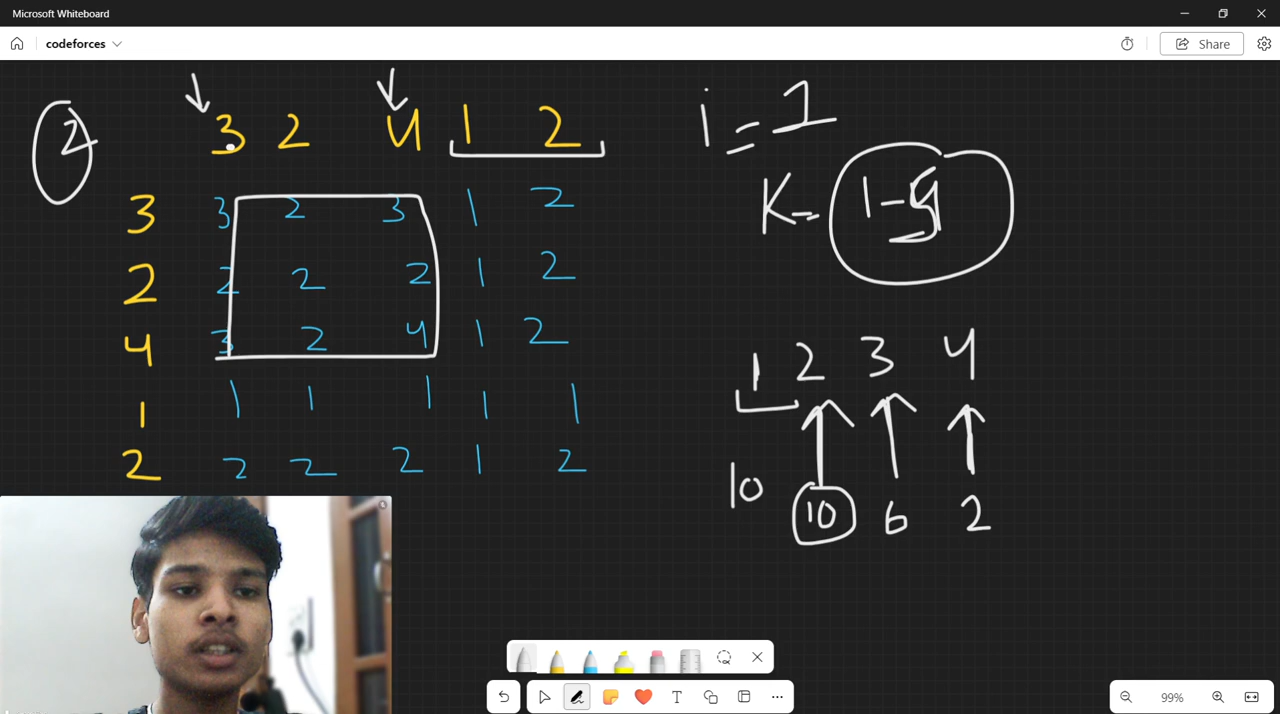 Microsoft Whiteboard
codeforces
Share
2
3 2 4 1 2
3 3 2 3 1 2
2 2 2 2 1 2
4 3 2 4 1 2
1 1 1 1 1 1
2 2 2 2 1 2
i = 1
1 2 3 4
10 10 6 2
99%